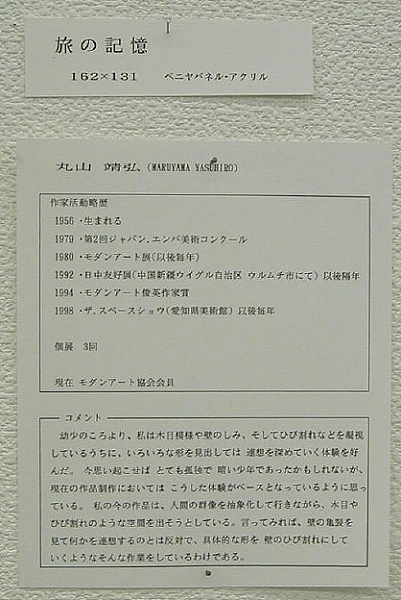 旅の記憶
162×131 ベニヤパネル・アクリル
丸山 靖弘(MARUYAMA YASUHIRO)
作家活動略歴
1956・生まれる
1979・第2回ジャパン.エンバ美術コンクール
1980・モダンアート展(以後毎年)
1992・日中友好展(中国新疆ウイグル自治区 ウルムチ市にて)以後隔年
1994・モダンアート俊英作家賞
1998・ザ.スペースショウ(愛知県美術館) 以後毎年
個展 3回
現在 モダンアート協会会員
コメント
幼少のころより、私は木目模様や壁のしみ、そしてひび割れなどを凝視
しているうちに、いろいろな形を見出しては 連想を深めていく体験を好
んだ。 今思い起こせば とても孤独で 暗い少年であったかもしれないが、
現在の作品制作においては こうした体験がベースとなっているように思っ
ている。 私の今の作品は、人間の群像を抽象化して行きながら、木目や
ひび割れのような空間を出そうとしている。言ってみれば、壁の亀裂を
見て何かを連想するのとは反対で、具体的な形を 壁のひび割れにして
いくようなそんな作業をしているわけである。